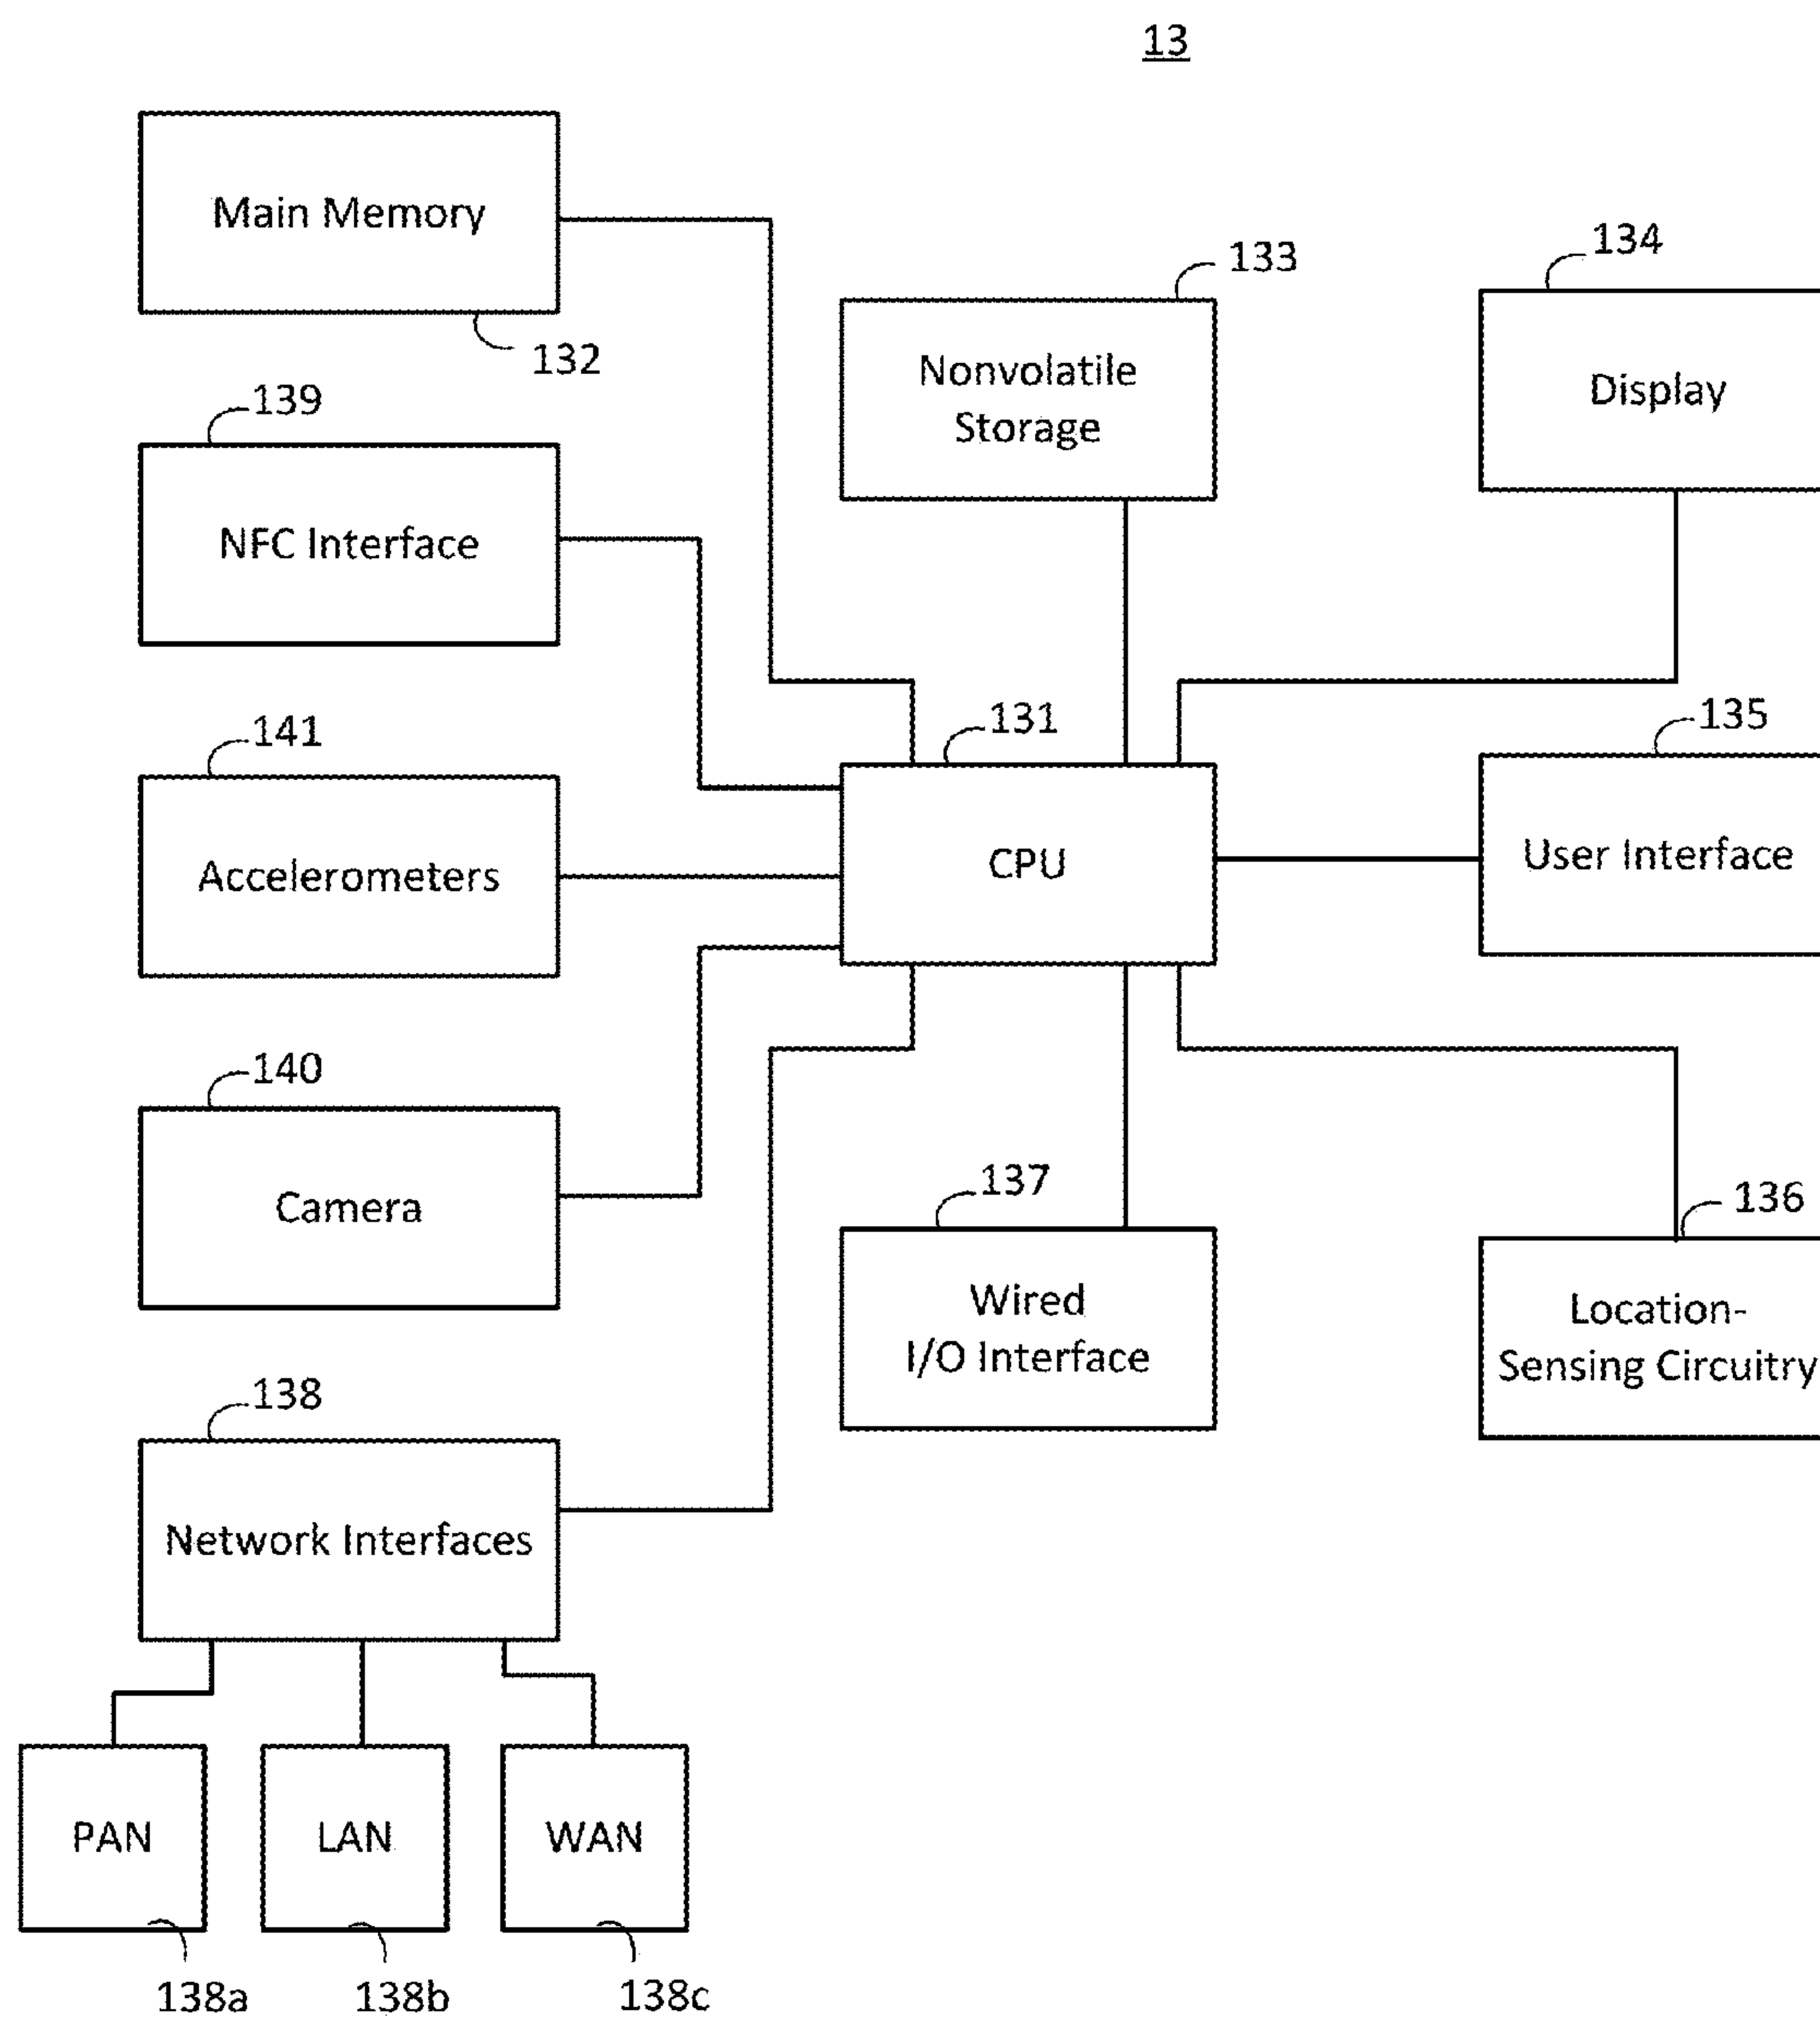 13
Main Memory
132
133
Nonvolatile
Storage
134
Display
139
NFC Interface
141
Accelerometers
131
CPU
135
User Interface
140
Camera
137
Wired
I/O Interface
136
Location-
Sensing Circuitry
138
Network Interfaces
PAN
LAN
WAN
138a
138b
138c